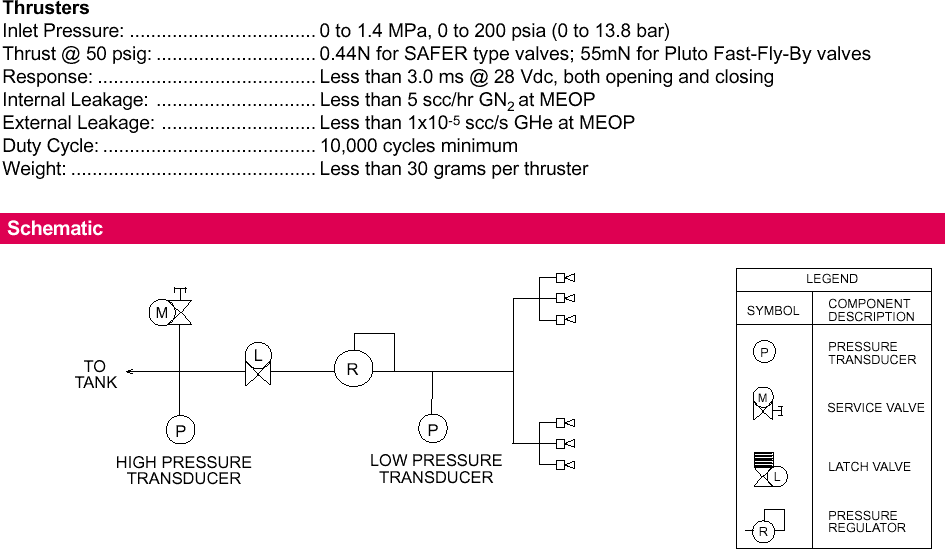 Thrusters
Inlet Pressure: ................................... 0 to 1.4 MPa, 0 to 200 psia (0 to 13.8 bar)
Thrust @ 50 psig: .............................. 0.44N for SAFER type valves; 55mN for Pluto Fast-Fly-By valves
Response: ......................................... Less than 3.0 ms @ 28 Vdc, both opening and closing
Internal Leakage: .............................. Less than 5 scc/hr GN2 at MEOP
External Leakage: ............................. Less than 1x10-5 scc/s GHe at MEOP
Duty Cycle: ........................................ 10,000 cycles minimum
Weight: .............................................. Less than 30 grams per thruster
Schematic
M
L
R
TO
TANK
P
HIGH PRESSURE
TRANSDUCER
P
LOW PRESSURE
TRANSDUCER
LEGEND
SYMBOL
COMPONENT
DESCRIPTION
P
PRESSURE
TRANSDUCER
M
SERVICE VALVE
L
LATCH VALVE
R
PRESSURE
REGULATOR